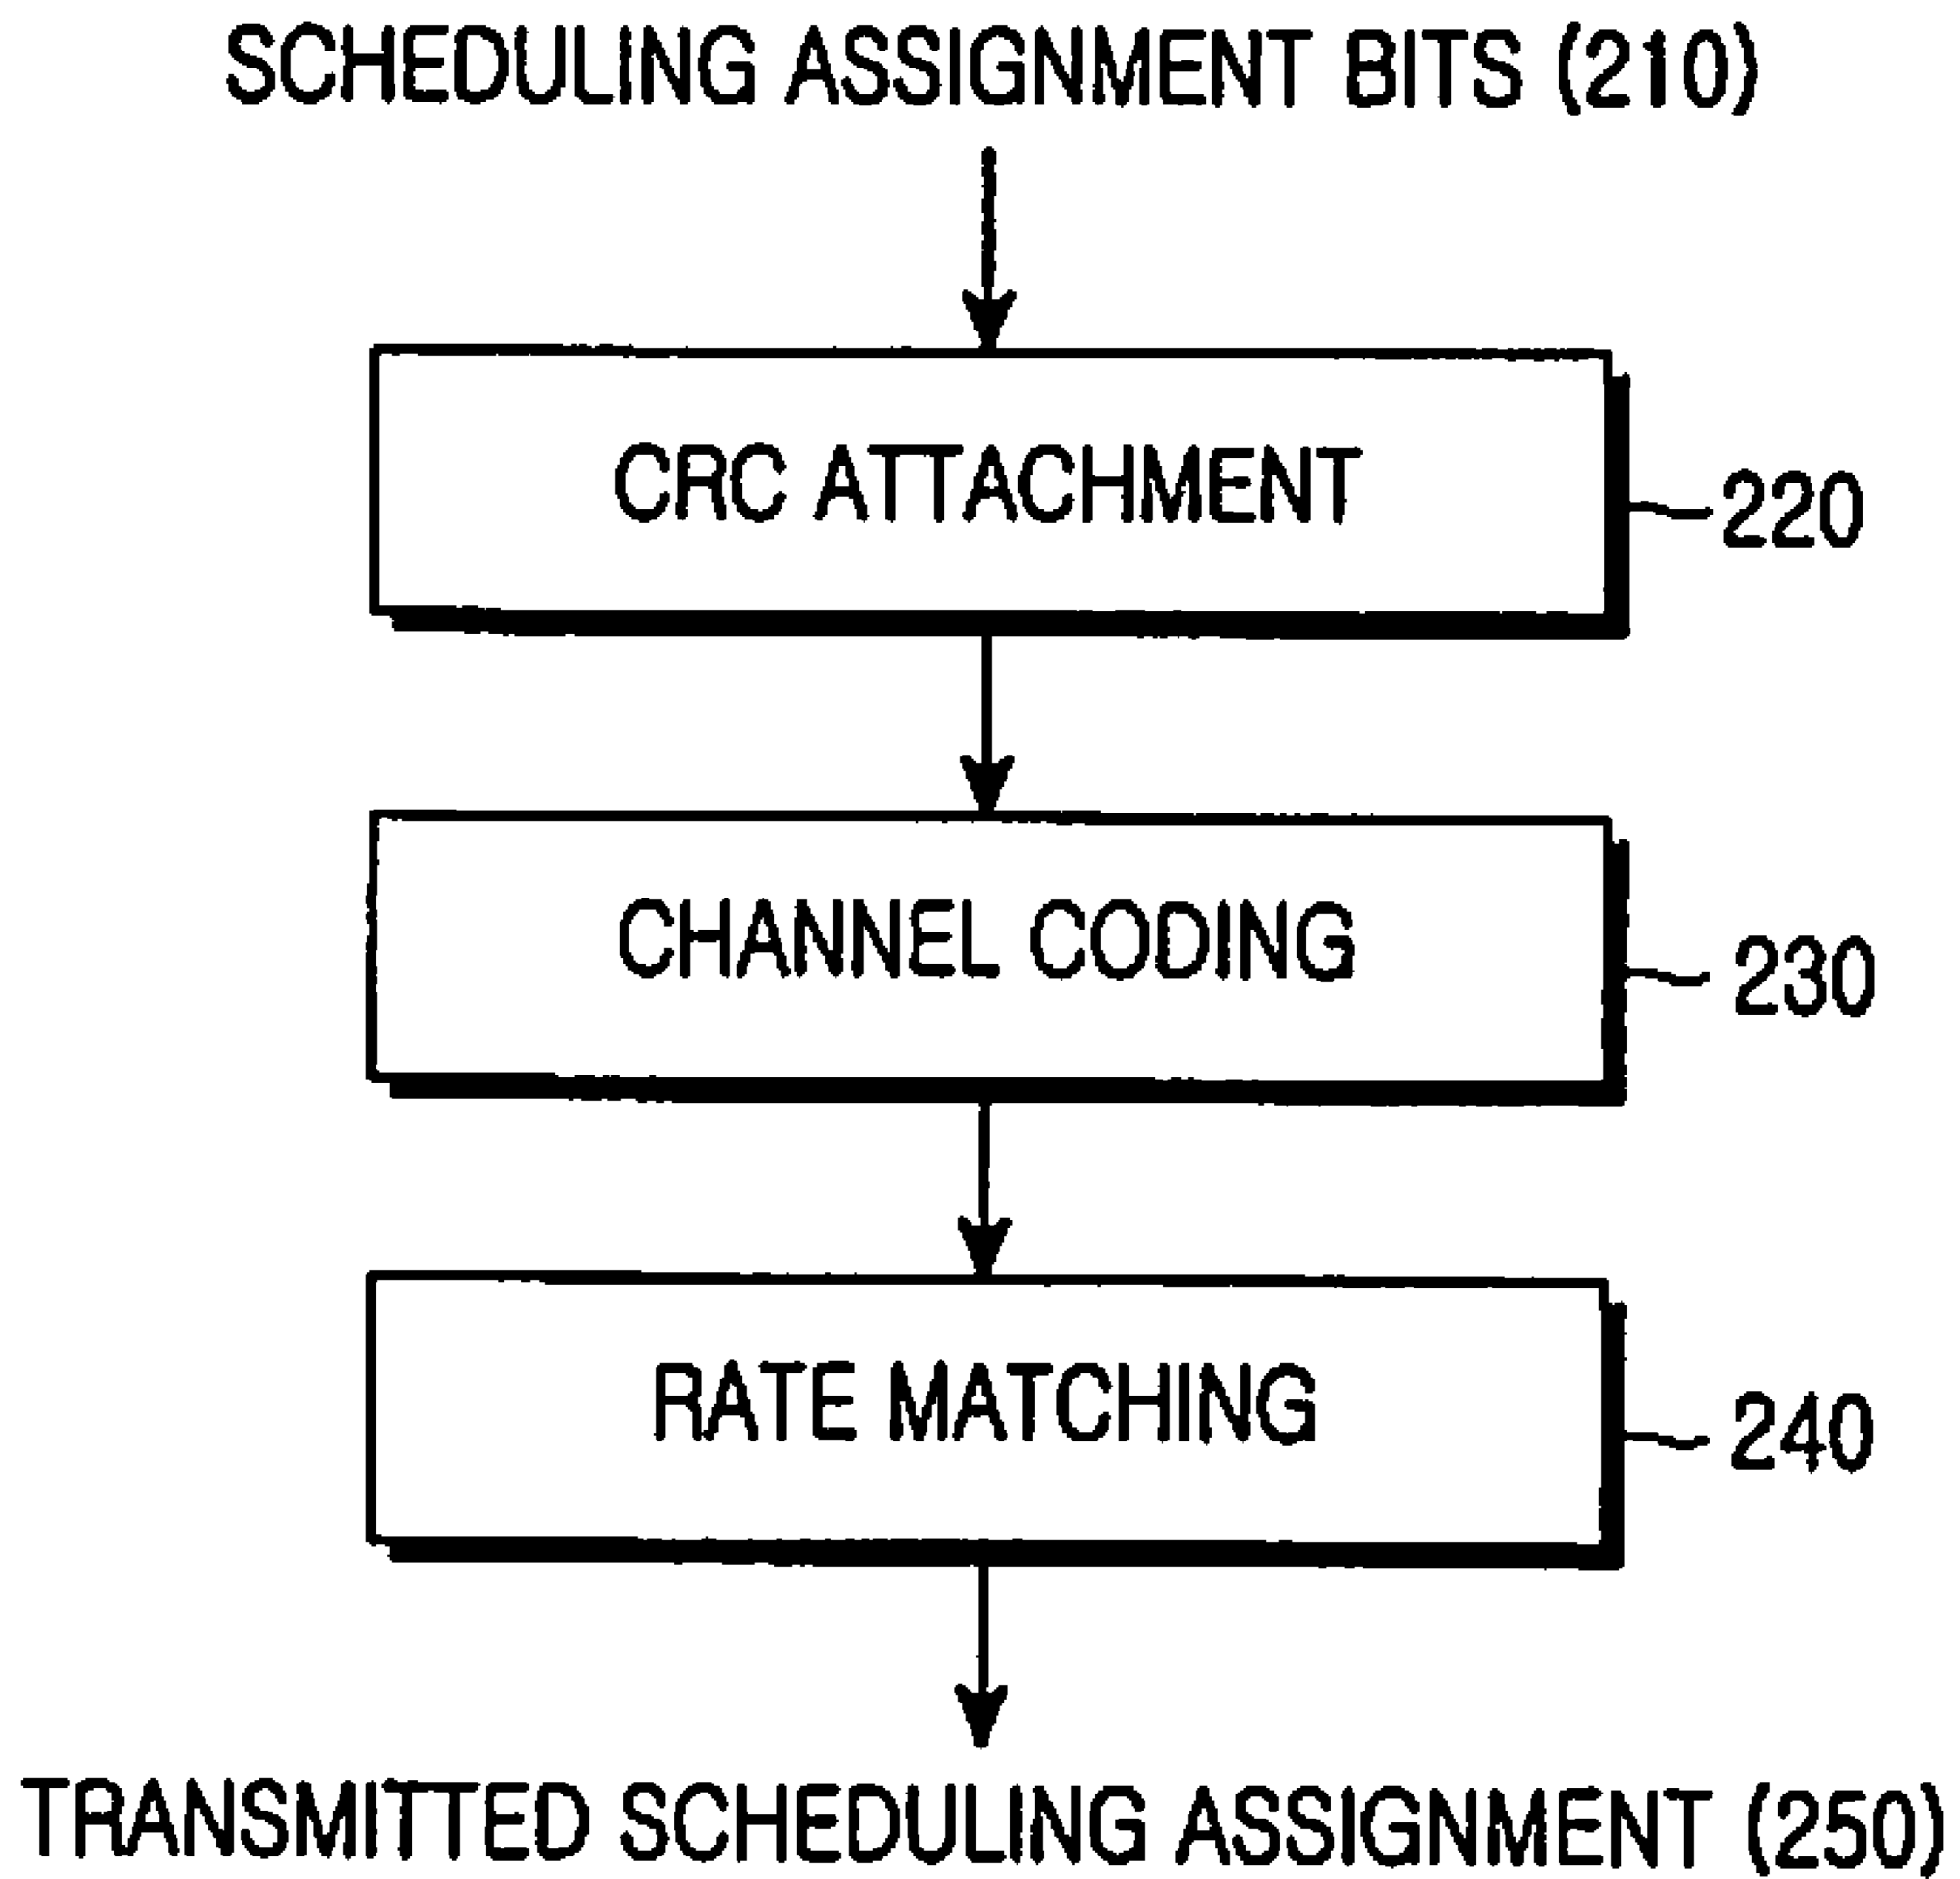 SCHEDULING ASSIGNMENT BITS (210)
CRC ATTACHMENT
220
CHANNEL CODING
230
RATE MATCHING
240
TRANSMITTED SCHEDULING ASSIGNMENT (250)